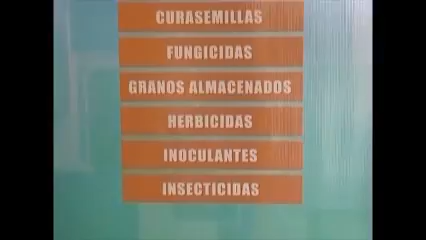 CURASEMILLAS
FUNGICIDAS
GRANOS ALMACENADOS
HERBICIDAS
INOCULANTES
INSECTICIDAS